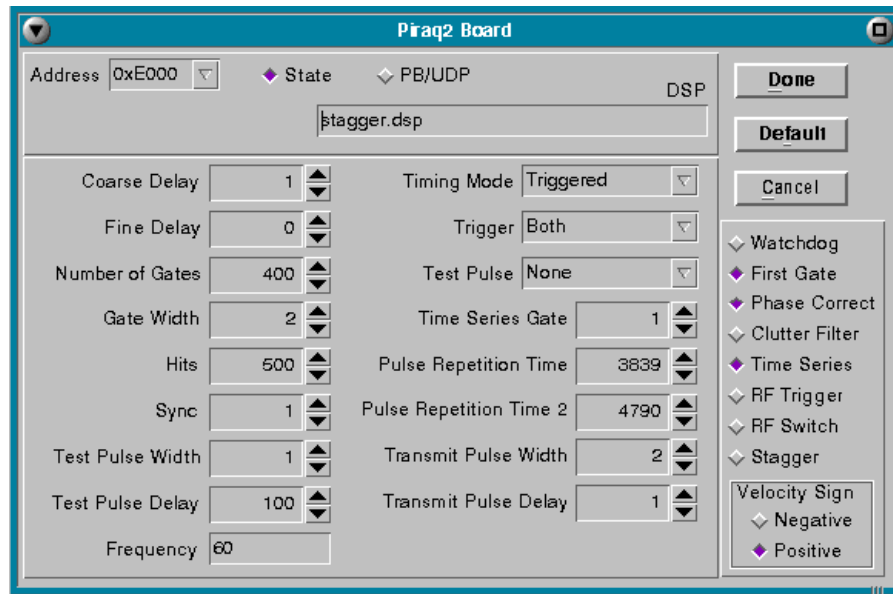 Piraq2 Board
Address 0xE000 State PB/UDP
DSP
stagger.dsp
Done
Default
Cancel
Coarse Delay 1
Fine Delay 0
Number of Gates 400
Gate Width 2
Hits 500
Sync 1
Test Pulse Width 1
Test Pulse Delay 100
Frequency 60
Timing Mode Triggered
Trigger Both
Test Pulse None
Time Series Gate 1
Pulse Repetition Time 3839
Pulse Repetition Time 2 4790
Transmit Pulse Width 2
Transmit Pulse Delay 1
Watchdog
First Gate
Phase Correct
Clutter Filter
Time Series
RF Trigger
RF Switch
Stagger
Velocity Sign
Negative
Positive